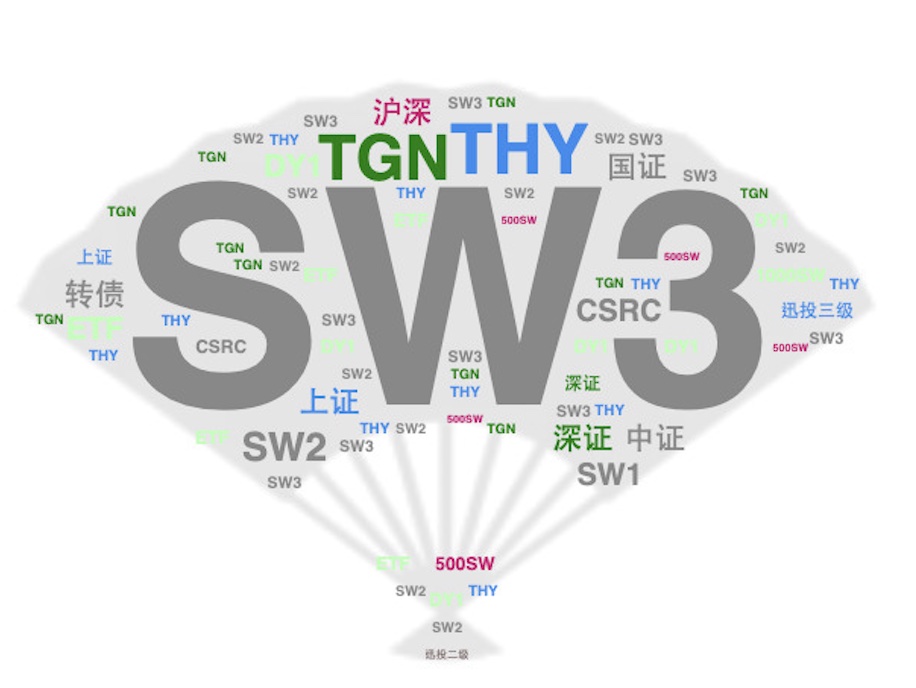 沪深 SW3 TGN
SW3
SW2 THY TGN THY SW2 SW3
TGN DY1 国证 SW3
SW2 THY SW2 TGN
TGN ETF 500SW DY1
TGN SW2
上证 500SW
TGN SW2 ETF 1000SW
转债 TGN THY THY
CSRC 迅投三级
SW3
TGN ETF THY SW3
SW3
CSRC DY1 DY1 DY1 500SW
THY SW3
SW2 TGN 深证
THY
上证 SW3 THY
500SW
THY SW2 TGN
ETF SW2 SW3 深证 中证
SW3 SW1
ETF 500SW
SW2 DY1 THY
SW2
迅投二级